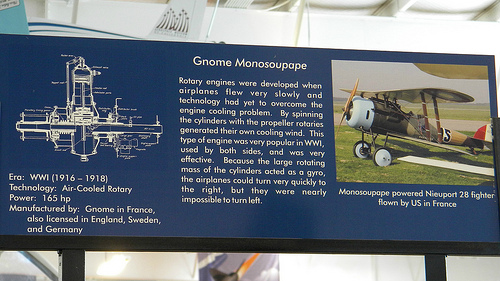 Gnome Monosoupape
Rotary engines were developed when
airplanes flew very slowly and
technology had yet to overcome the
engine cooling problem. By spinning
the cylinders with the propeller rotaries
generated their own cooling wind. This
type of engine was very popular in WWI,
used by both sides, and was very
effective. Because the large rotating
mass of the cylinders acted as a gyro,
the airplanes could turn very quickly to
the right, but they were nearly
impossible to turn left.
Era: WWI (1916 – 1918)
Technology: Air-Cooled Rotary
Power: 165 hp
Manufactured by: Gnome in France,
also licensed in England, Sweden,
and Germany
Monosoupape powered Nieuport 28 fighter
flown by US in France